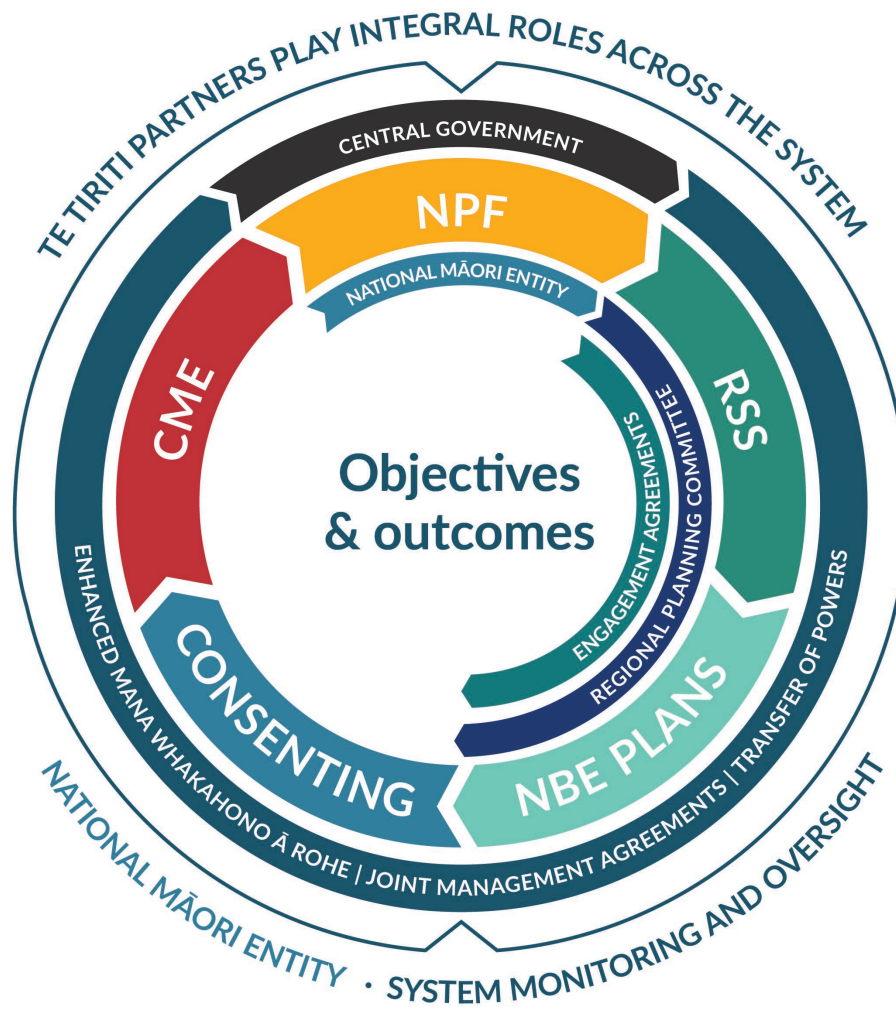 TE TIRITI PARTNERS PLAY INTEGRAL ROLES ACROSS THE SYSTEM
CENTRAL GOVERNMENT
NPF
NATIONAL MĀORI ENTITY
RSS
REGIONAL PLANNING COMMITTEE
ENGAGEMENT AGREEMENTS
CME
Objectives
& outcomes
NBE PLANS
CONSENTING
ENHANCED MANA WHAKAHONO Ā ROHE | JOINT MANAGEMENT AGREEMENTS | TRANSFER OF POWERS
NATIONAL MĀORI ENTITY · SYSTEM MONITORING AND OVERSIGHT